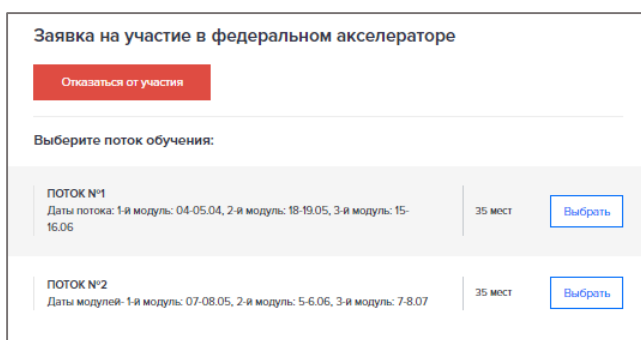 Заявка на участие в федеральном акселераторе
Отказаться от участия
Выберите поток обучения:
ПОТОК №1
Даты потока: 1-й модуль: 04-05.04, 2-й модуль: 18-19.05, 3-й модуль: 15-
16.06
35 мест
Выбрать
ПОТОК №2
Даты модулей- 1-й модуль: 07-08.05, 2-й модуль: 5-6.06, 3-й модуль: 7-8.07
35 мест
Выбрать